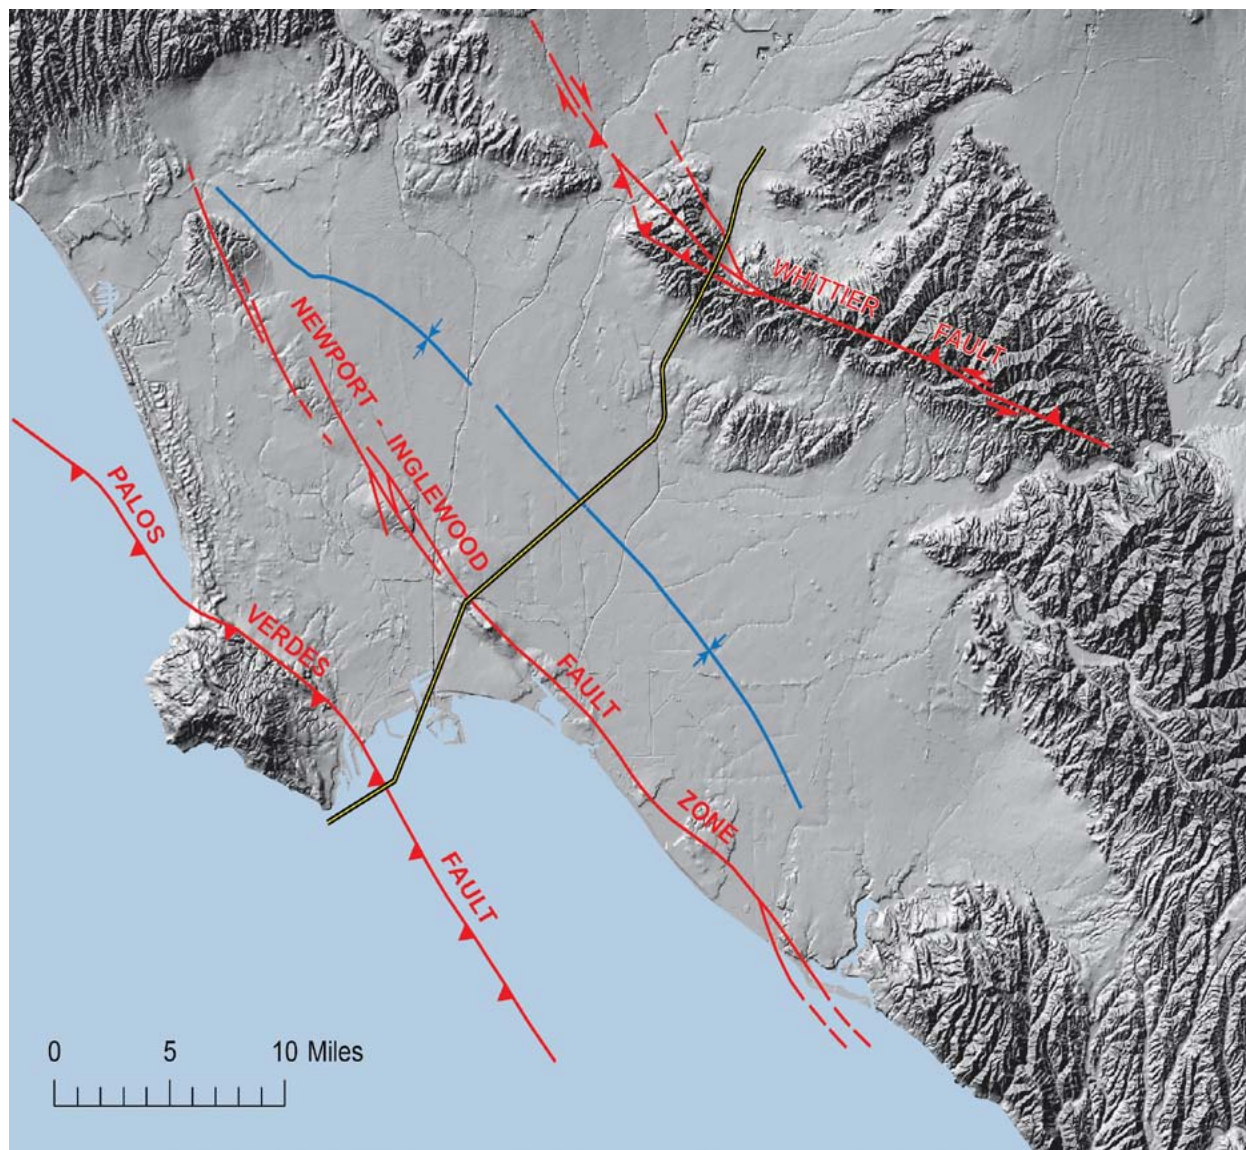 WHITTIER
FAULT
NEWPORT - INGLEWOOD
FAULT
ZONE
PALOS
VERDES
FAULT
0 5 10 Miles